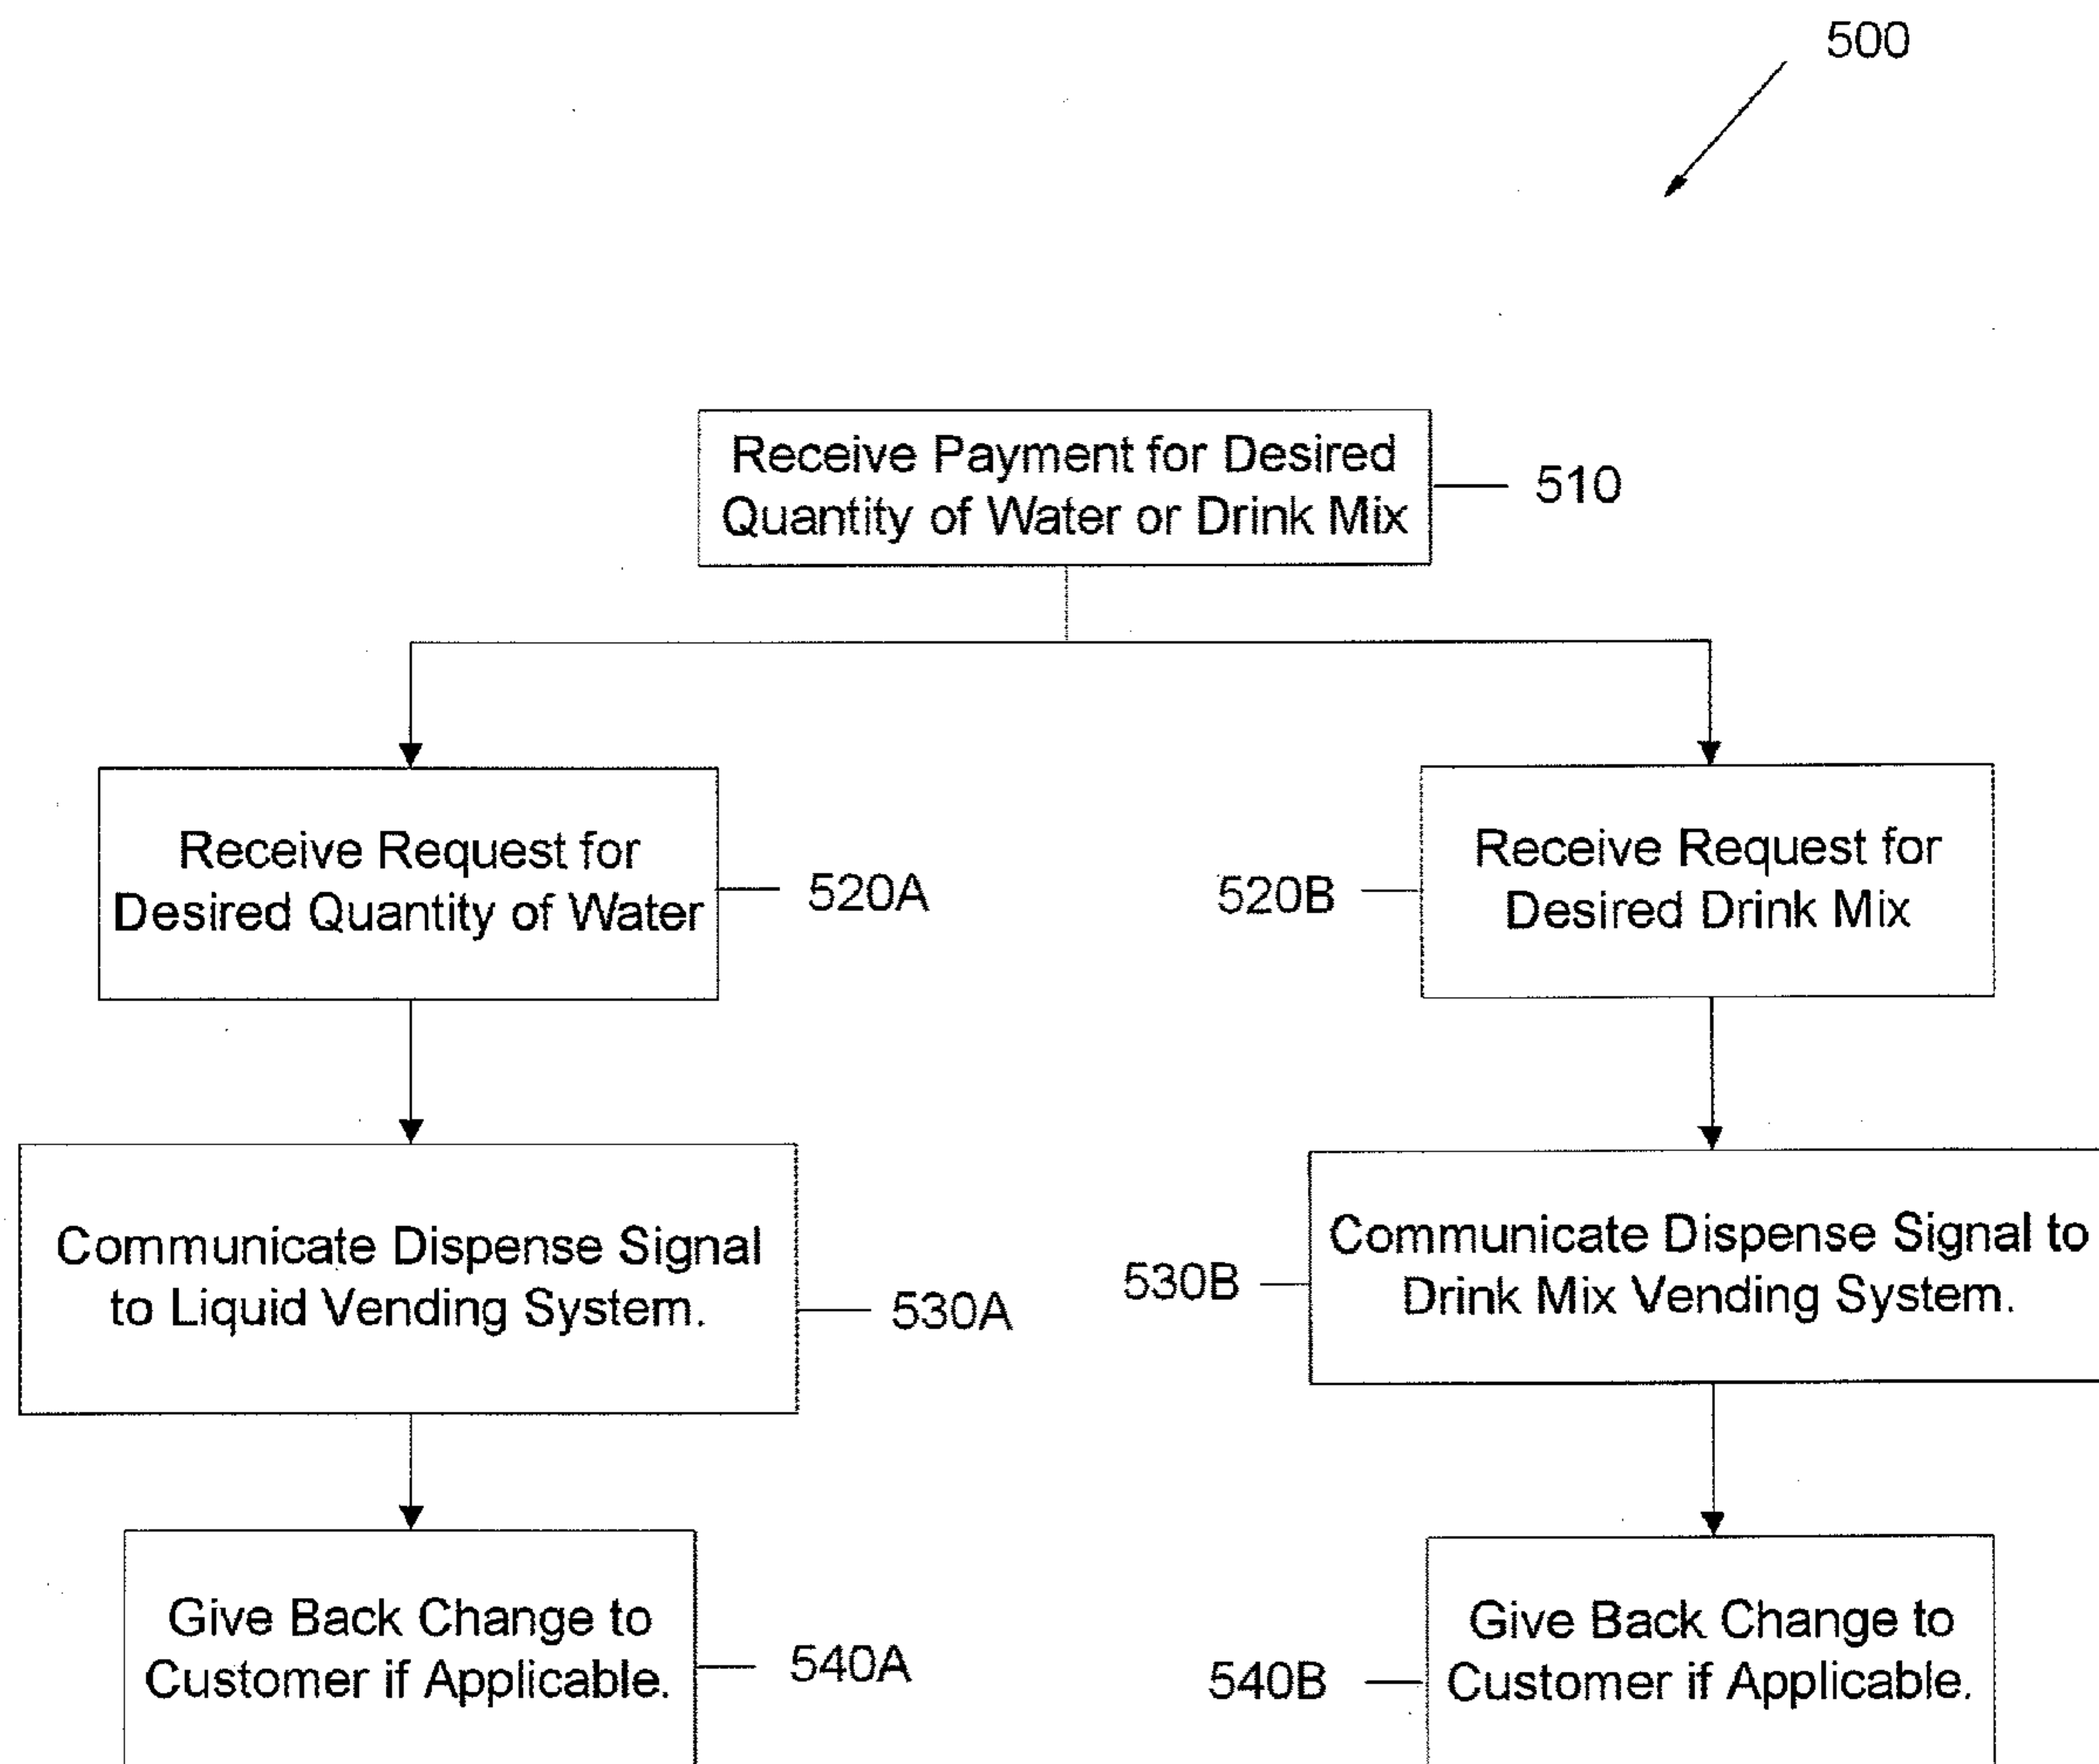 500
Receive Payment for Desired
Quantity of Water or Drink Mix
510
Receive Request for
Desired Quantity of Water
520A
520B
Receive Request for
Desired Drink Mix
Communicate Dispense Signal
to Liquid Vending System.
530A
530B
Communicate Dispense Signal to
Drink Mix Vending System.
Give Back Change to
Customer if Applicable.
540A
540B
Give Back Change to
Customer if Applicable.